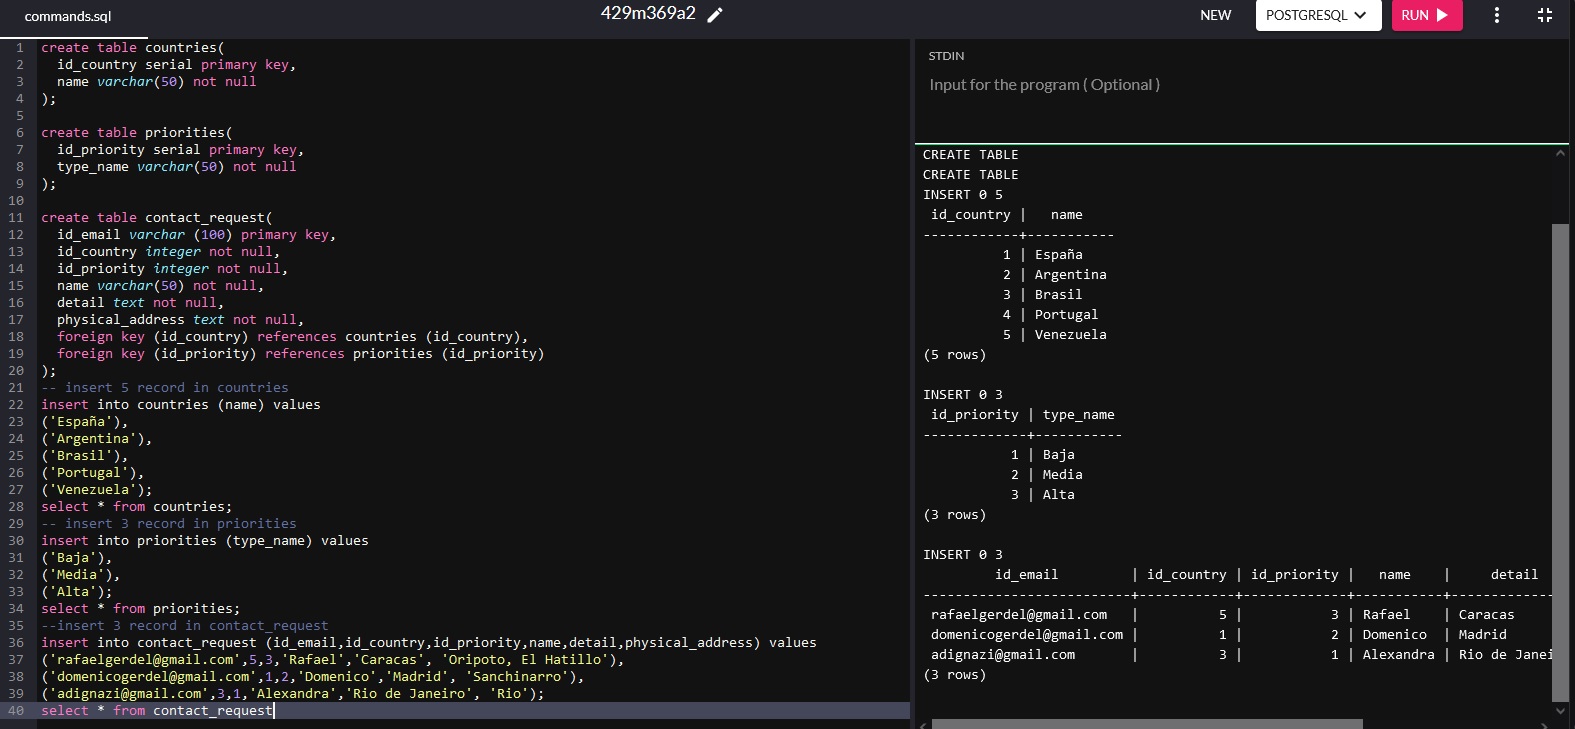 commands.sql
429m369a2
NEW
POSTGRESQL
RUN
1 create table countries(
2   id_country serial primary key,
3   name varchar(50) not null
4 );
5
6 create table priorities(
7   id_priority serial primary key,
8   type_name varchar(50) not null
9 );
10
11 create table contact_request(
12   id_email varchar (100) primary key,
13   id_country integer not null,
14   id_priority integer not null,
15   name varchar(50) not null,
16   detail text not null,
17   physical_address text not null,
18   foreign key (id_country) references countries (id_country),
19   foreign key (id_priority) references priorities (id_priority)
20 );
21 -- insert 5 record in countries
22 insert into countries (name) values
23 ('España'),
24 ('Argentina'),
25 ('Brasil'),
26 ('Portugal'),
27 ('Venezuela');
28 select * from countries;
29 -- insert 3 record in priorities
30 insert into priorities (type_name) values
31 ('Baja'),
32 ('Media'),
33 ('Alta');
34 select * from priorities;
35 --insert 3 record in contact_request
36 insert into contact_request (id_email,id_country,id_priority,name,detail,physical_address) values
37 ('rafaelgerdel@gmail.com',5,3,'Rafael','Caracas', 'Oripoto, El Hatillo'),
38 ('domenicogerdel@gmail.com',1,2,'Domenico','Madrid', 'Sanchinarro'),
39 ('adignazi@gmail.com',3,1,'Alexandra','Rio de Janeiro', 'Rio');
40 select * from contact_request
STDIN
Input for the program ( Optional )
CREATE TABLE
CREATE TABLE
INSERT 0 5
 id_country |   name
------------+-----------
          1 | España
          2 | Argentina
          3 | Brasil
          4 | Portugal
          5 | Venezuela
(5 rows)

INSERT 0 3
 id_priority | type_name
-------------+-----------
           1 | Baja
           2 | Media
           3 | Alta
(3 rows)

INSERT 0 3
         id_email         | id_country | id_priority |   name    |     detail
--------------------------+------------+-------------+-----------+-------------
 rafaelgerdel@gmail.com   |          5 |           3 | Rafael    | Caracas
 domenicogerdel@gmail.com |          1 |           2 | Domenico  | Madrid
 adignazi@gmail.com       |          3 |           1 | Alexandra | Rio de Janei
(3 rows)